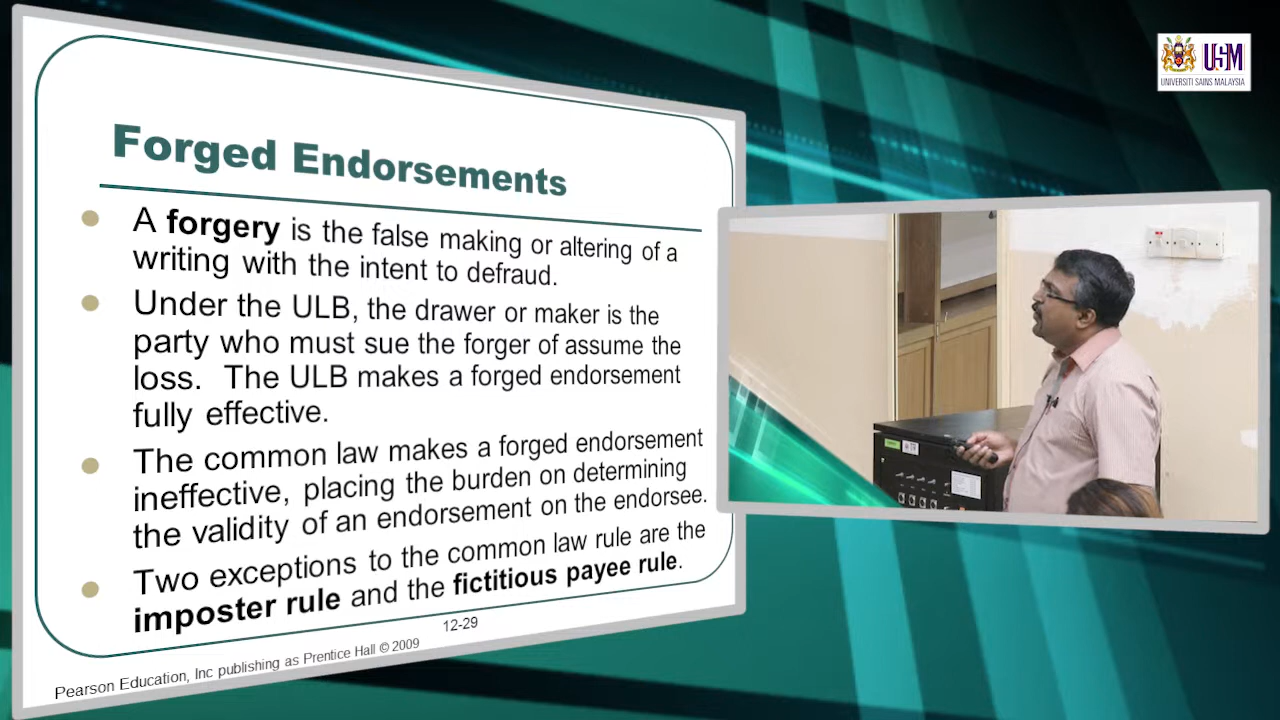 Forged Endorsements
A forgery is the false making or altering of a
writing with the intent to defraud.
Under the ULB, the drawer or maker is the
party who must sue the forger of assume the
loss. The ULB makes a forged endorsement
fully effective.
The common law makes a forged endorsement
ineffective, placing the burden on determining
the validity of an endorsement on the endorsee.
Two exceptions to the common law rule are the
imposter rule and the fictitious payee rule.
12-29
Pearson Education, Inc publishing as Prentice Hall © 2009
USM
UNIVERSITI SAINS MALAYSIA